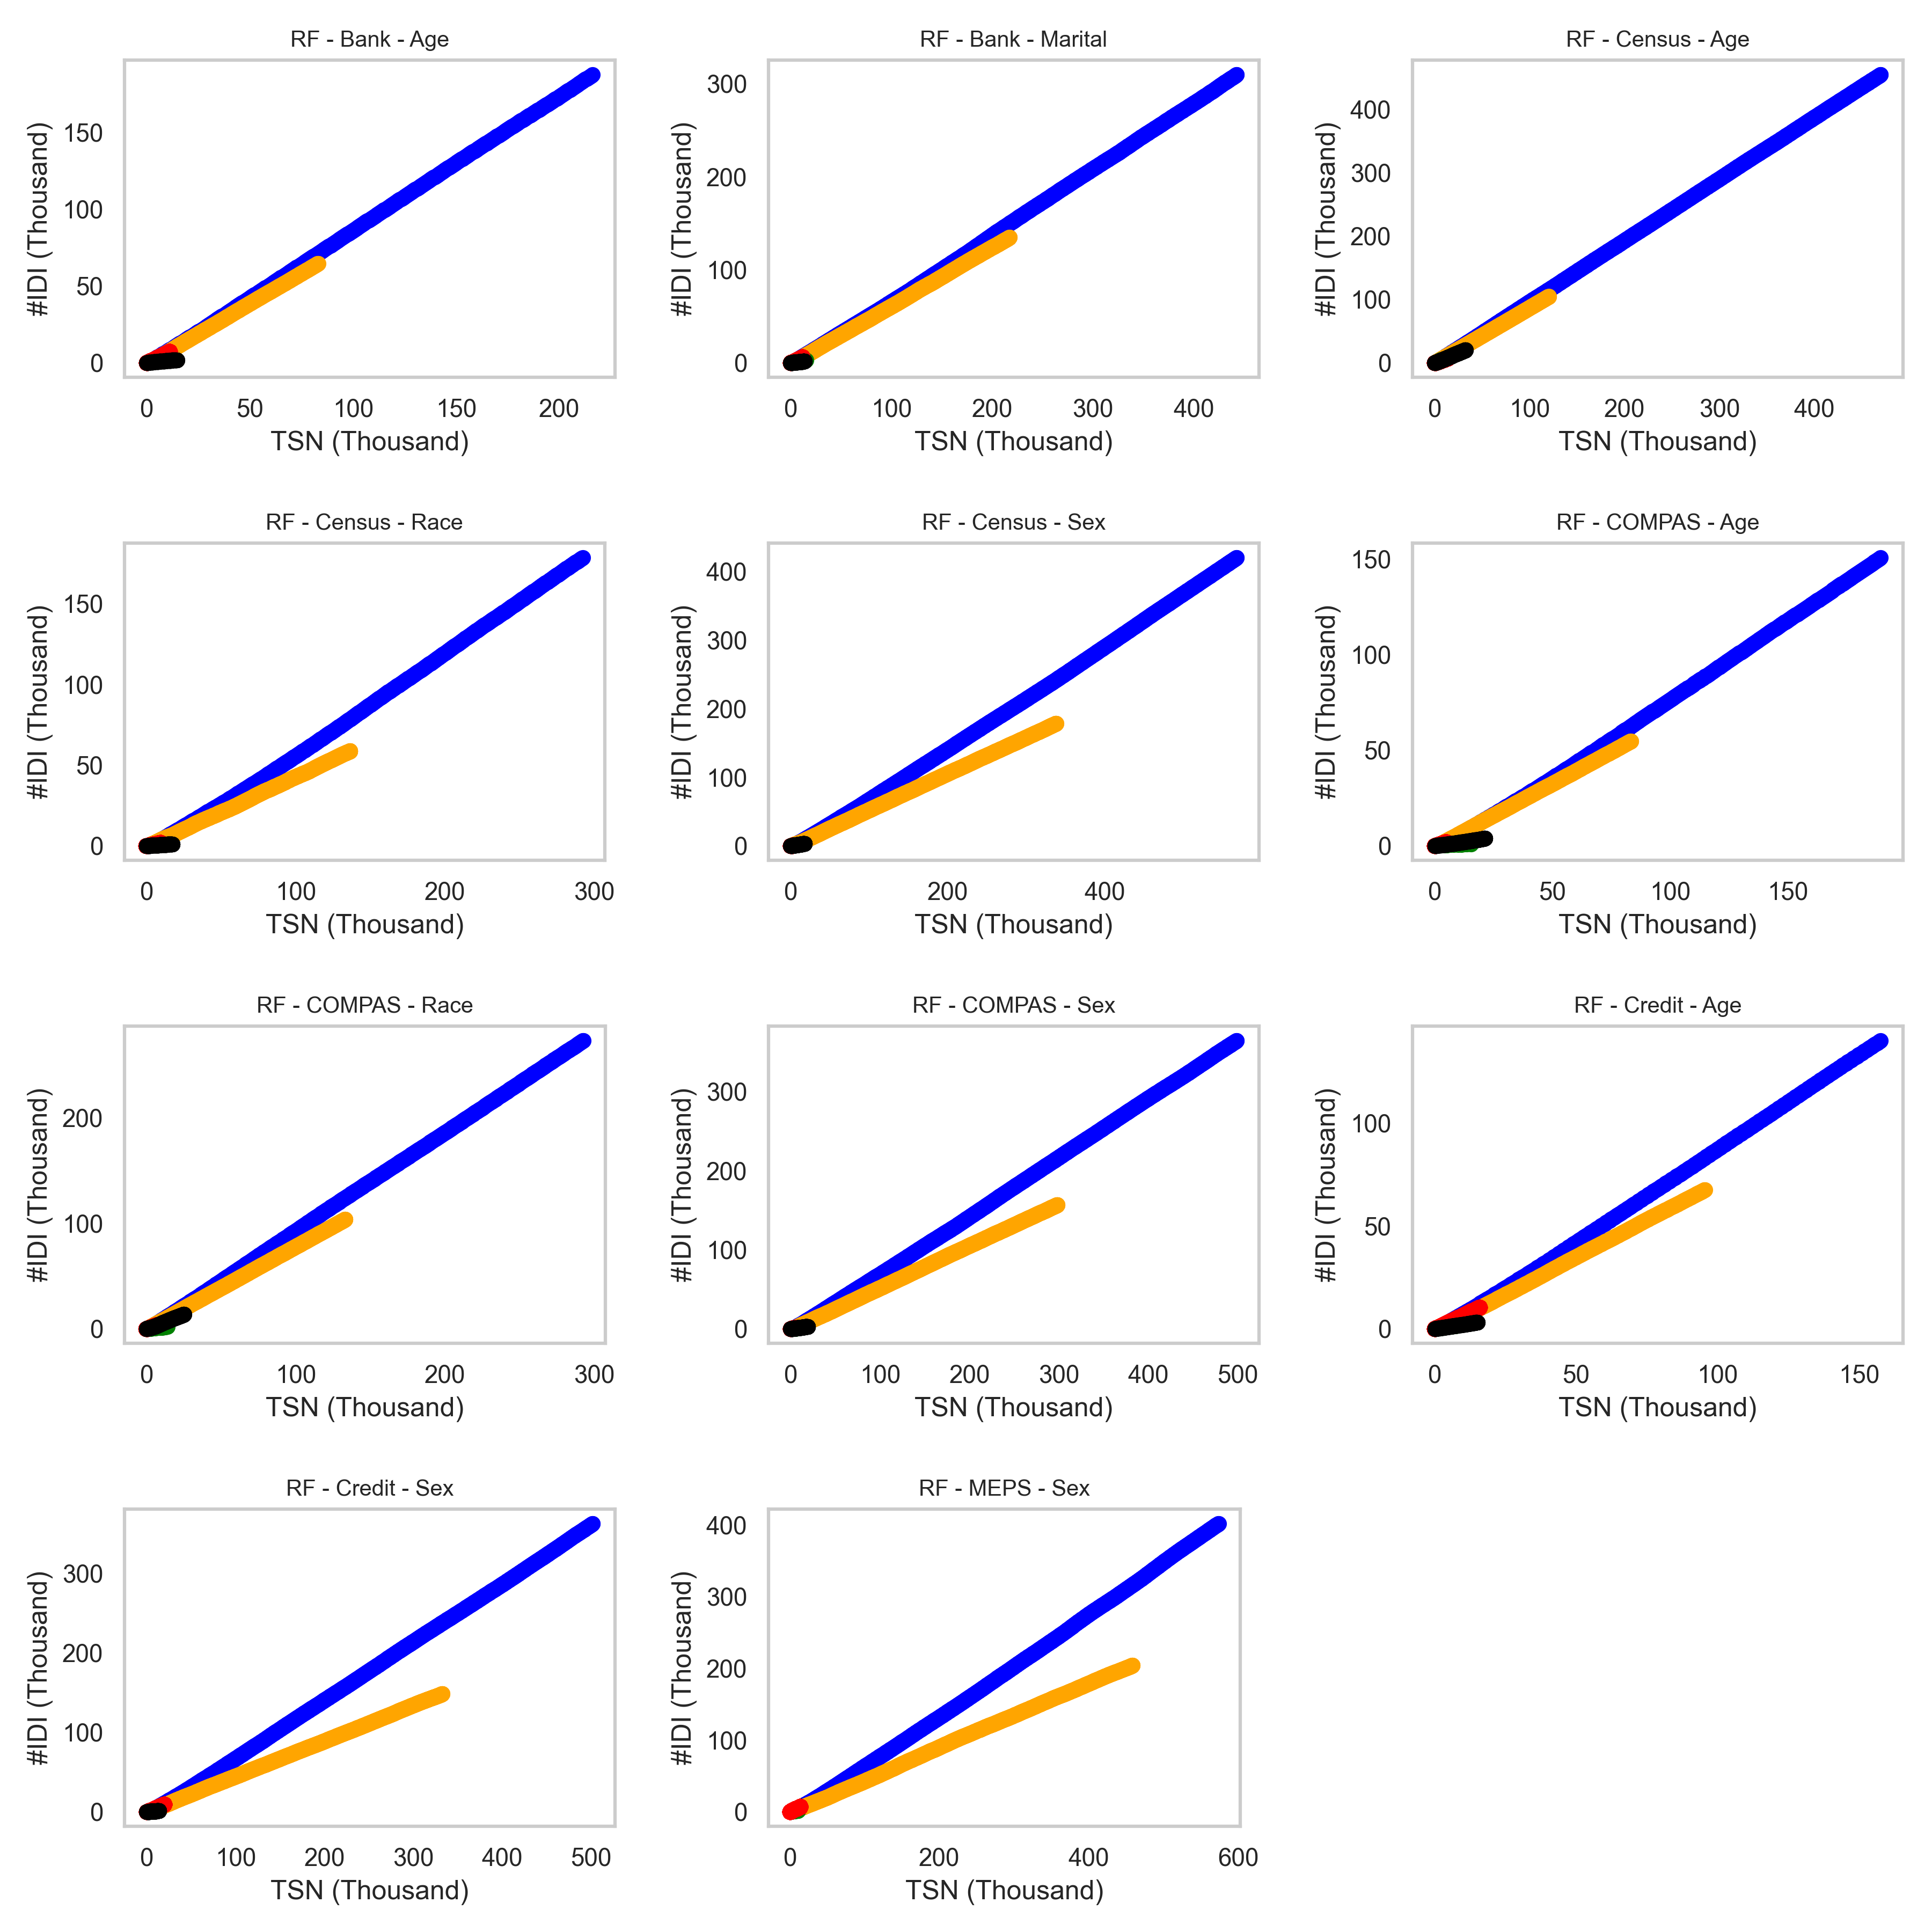 RF - Bank - Age
150
100
50
0
#IDI (Thousand)
0 50 100 150 200
TSN (Thousand)
RF - Bank - Marital
300
200
100
0
#IDI (Thousand)
0 100 200 300 400
TSN (Thousand)
RF - Census - Age
400
300
200
100
0
#IDI (Thousand)
0 100 200 300 400
TSN (Thousand)
RF - Census - Race
150
100
50
0
#IDI (Thousand)
0 100 200 300
TSN (Thousand)
RF - Census - Sex
400
300
200
100
0
#IDI (Thousand)
0 200 400
TSN (Thousand)
RF - COMPAS - Age
150
100
50
0
#IDI (Thousand)
0 50 100 150
TSN (Thousand)
RF - COMPAS - Race
200
100
0
#IDI (Thousand)
0 100 200 300
TSN (Thousand)
RF - COMPAS - Sex
300
200
100
0
#IDI (Thousand)
0 100 200 300 400 500
TSN (Thousand)
RF - Credit - Age
100
50
0
#IDI (Thousand)
0 50 100 150
TSN (Thousand)
RF - Credit - Sex
300
200
100
0
#IDI (Thousand)
0 100 200 300 400 500
TSN (Thousand)
RF - MEPS - Sex
400
300
200
100
0
#IDI (Thousand)
0 200 400 600
TSN (Thousand)